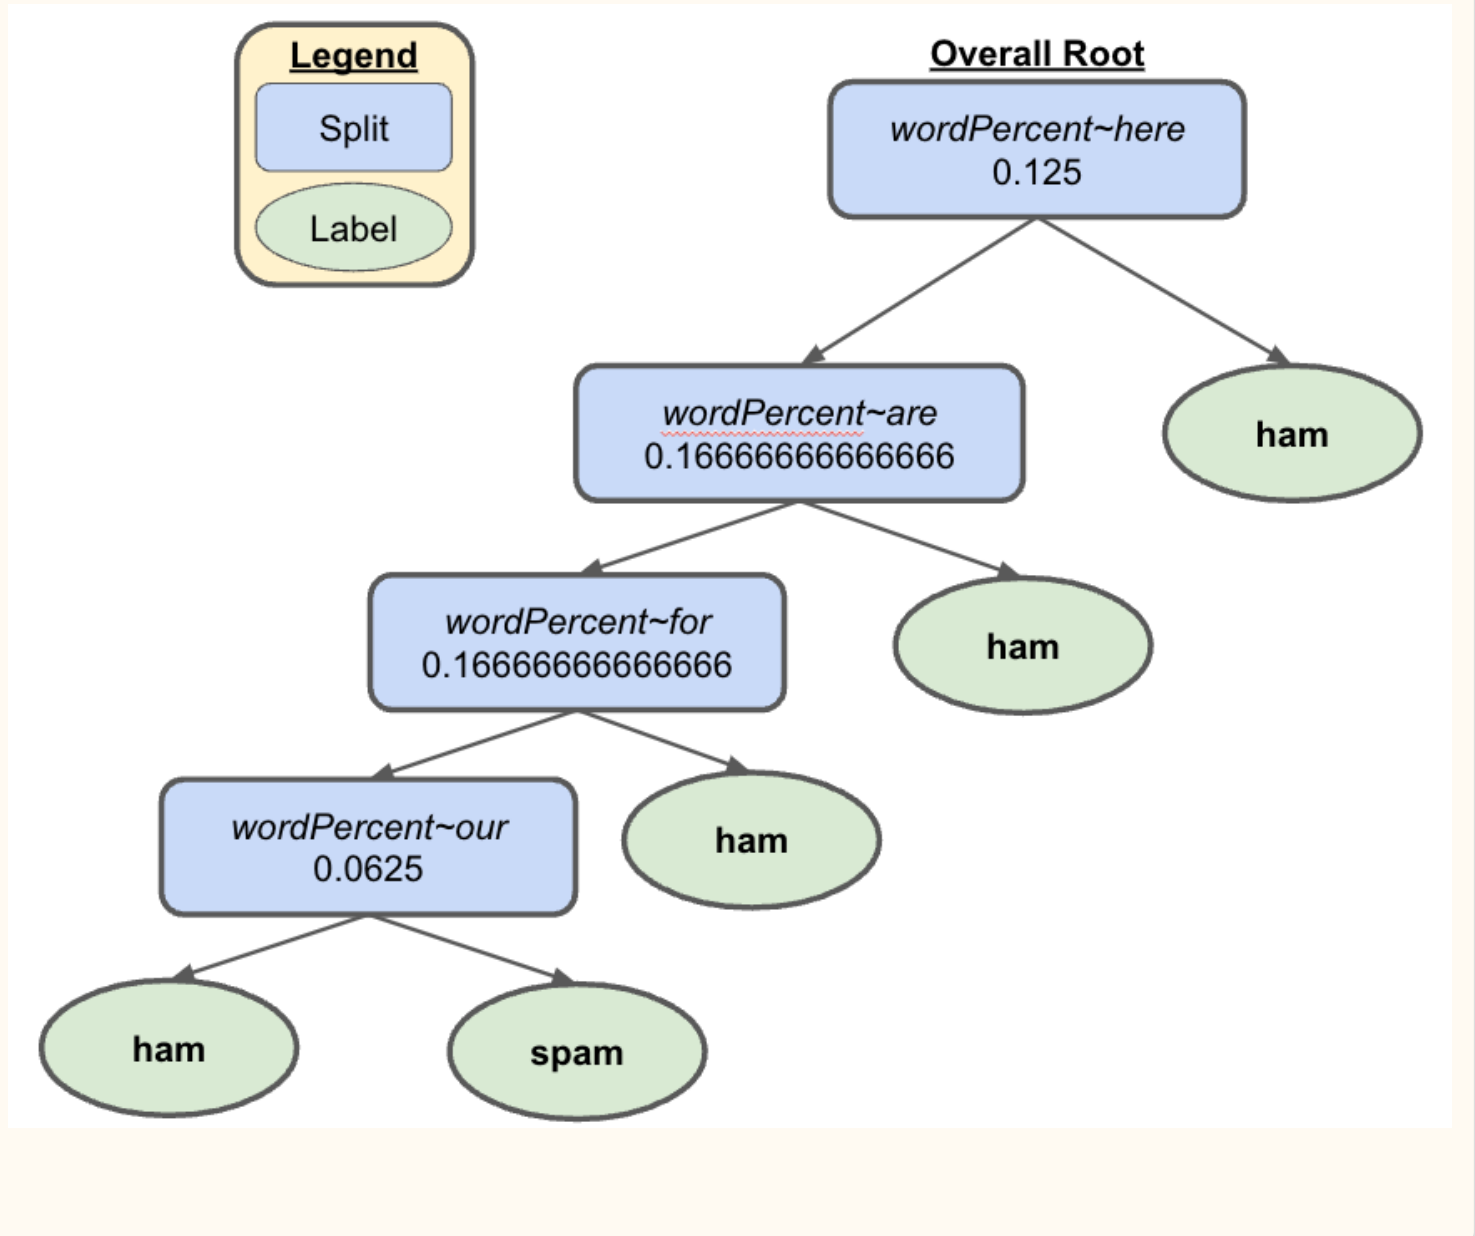 Legend
Split
Label
Overall Root
wordPercent~here
0.125
wordPercent~are
0.16666666666666
ham
wordPercent~for
0.16666666666666
ham
wordPercent~our
0.0625
ham
ham
spam